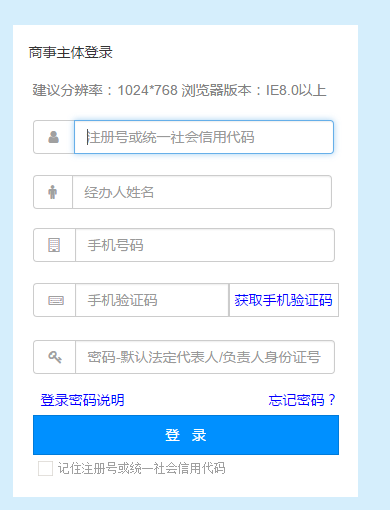 商事主体登录
建议分辨率：1024*768 浏览器版本：IE8.0以上
注册号或统一社会信用代码
经办人姓名
手机号码
手机验证码 获取手机验证码
密码-默认法定代表人/负责人身份证号
登录密码说明 忘记密码？
登 录
记住注册号或统一社会信用代码